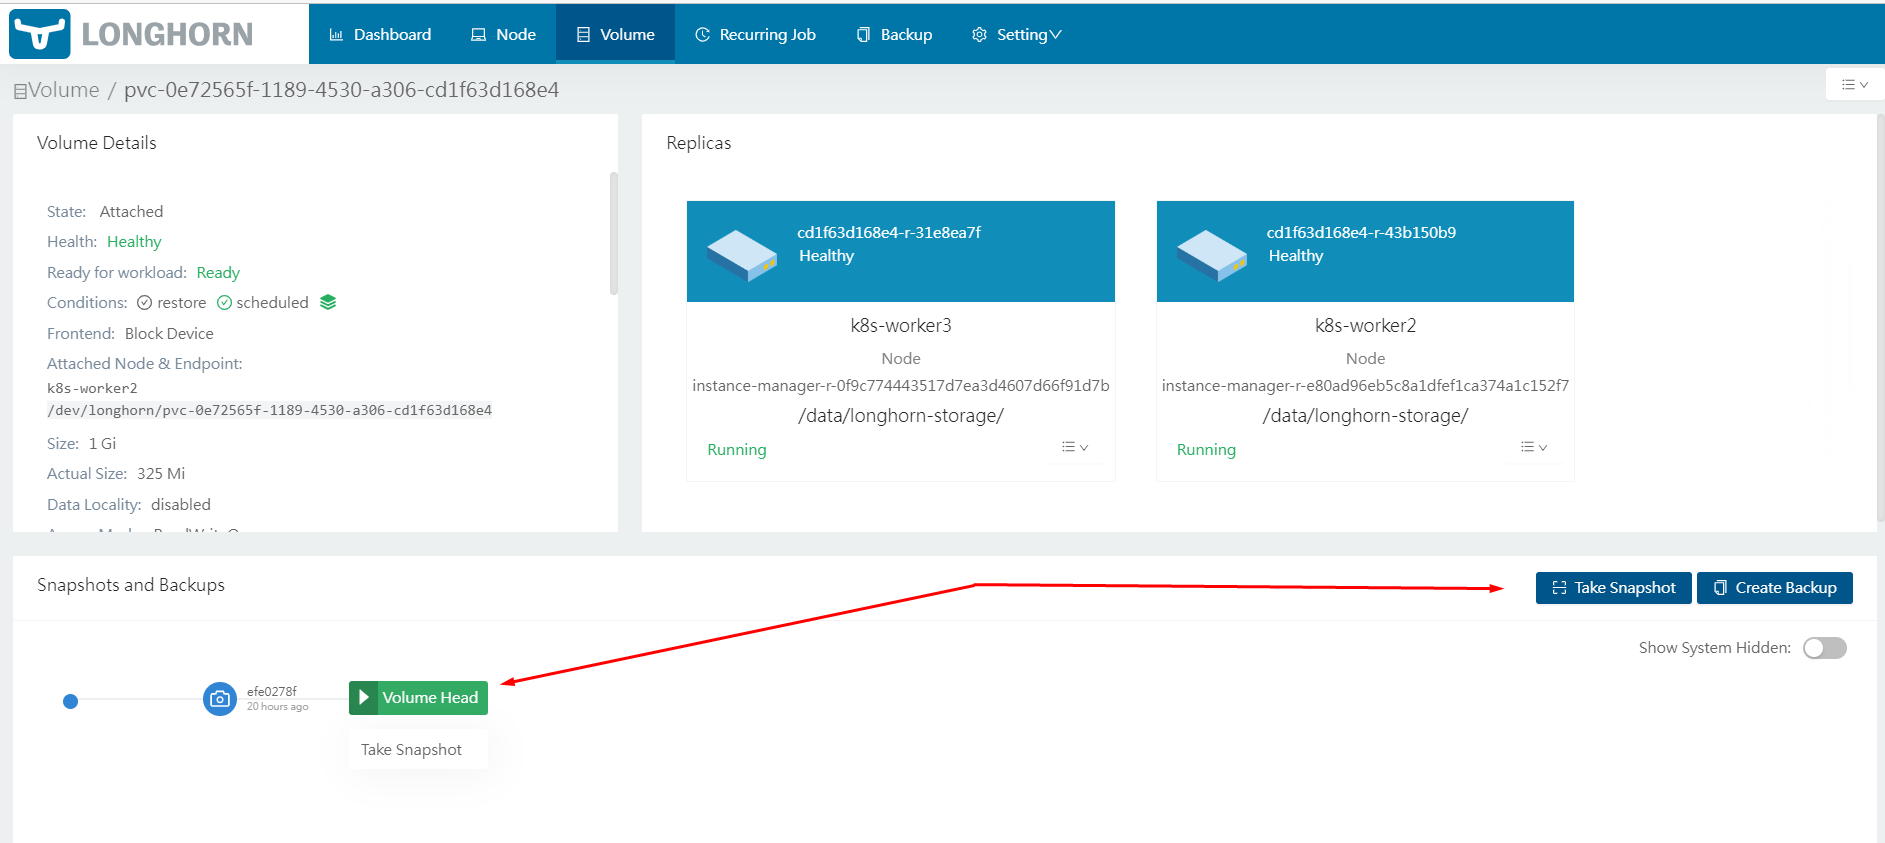 LONGHORN
Dashboard
Node
Volume
Recurring Job
Backup
Setting
Volume / pvc-0e72565f-1189-4530-a306-cd1f63d168e4
Volume Details
State: Attached
Health: Healthy
Ready for workload: Ready
Conditions: restore scheduled
Frontend: Block Device
Attached Node & Endpoint:
k8s-worker2
/dev/longhorn/pvc-0e72565f-1189-4530-a306-cd1f63d168e4
Size: 1 Gi
Actual Size: 325 Mi
Data Locality: disabled
Replicas
cd1f63d168e4-r-31e8ea7f
Healthy
k8s-worker3
Node
instance-manager-r-0f9c774443517d7ea3d4607d66f91d7b
/data/longhorn-storage/
Running
cd1f63d168e4-r-43b150b9
Healthy
k8s-worker2
Node
instance-manager-r-e80ad96eb5c8a1dfef1ca374a1c152f7
/data/longhorn-storage/
Running
Snapshots and Backups
Take Snapshot
Create Backup
Show System Hidden:
efe0278f
20 hours ago
Volume Head
Take Snapshot